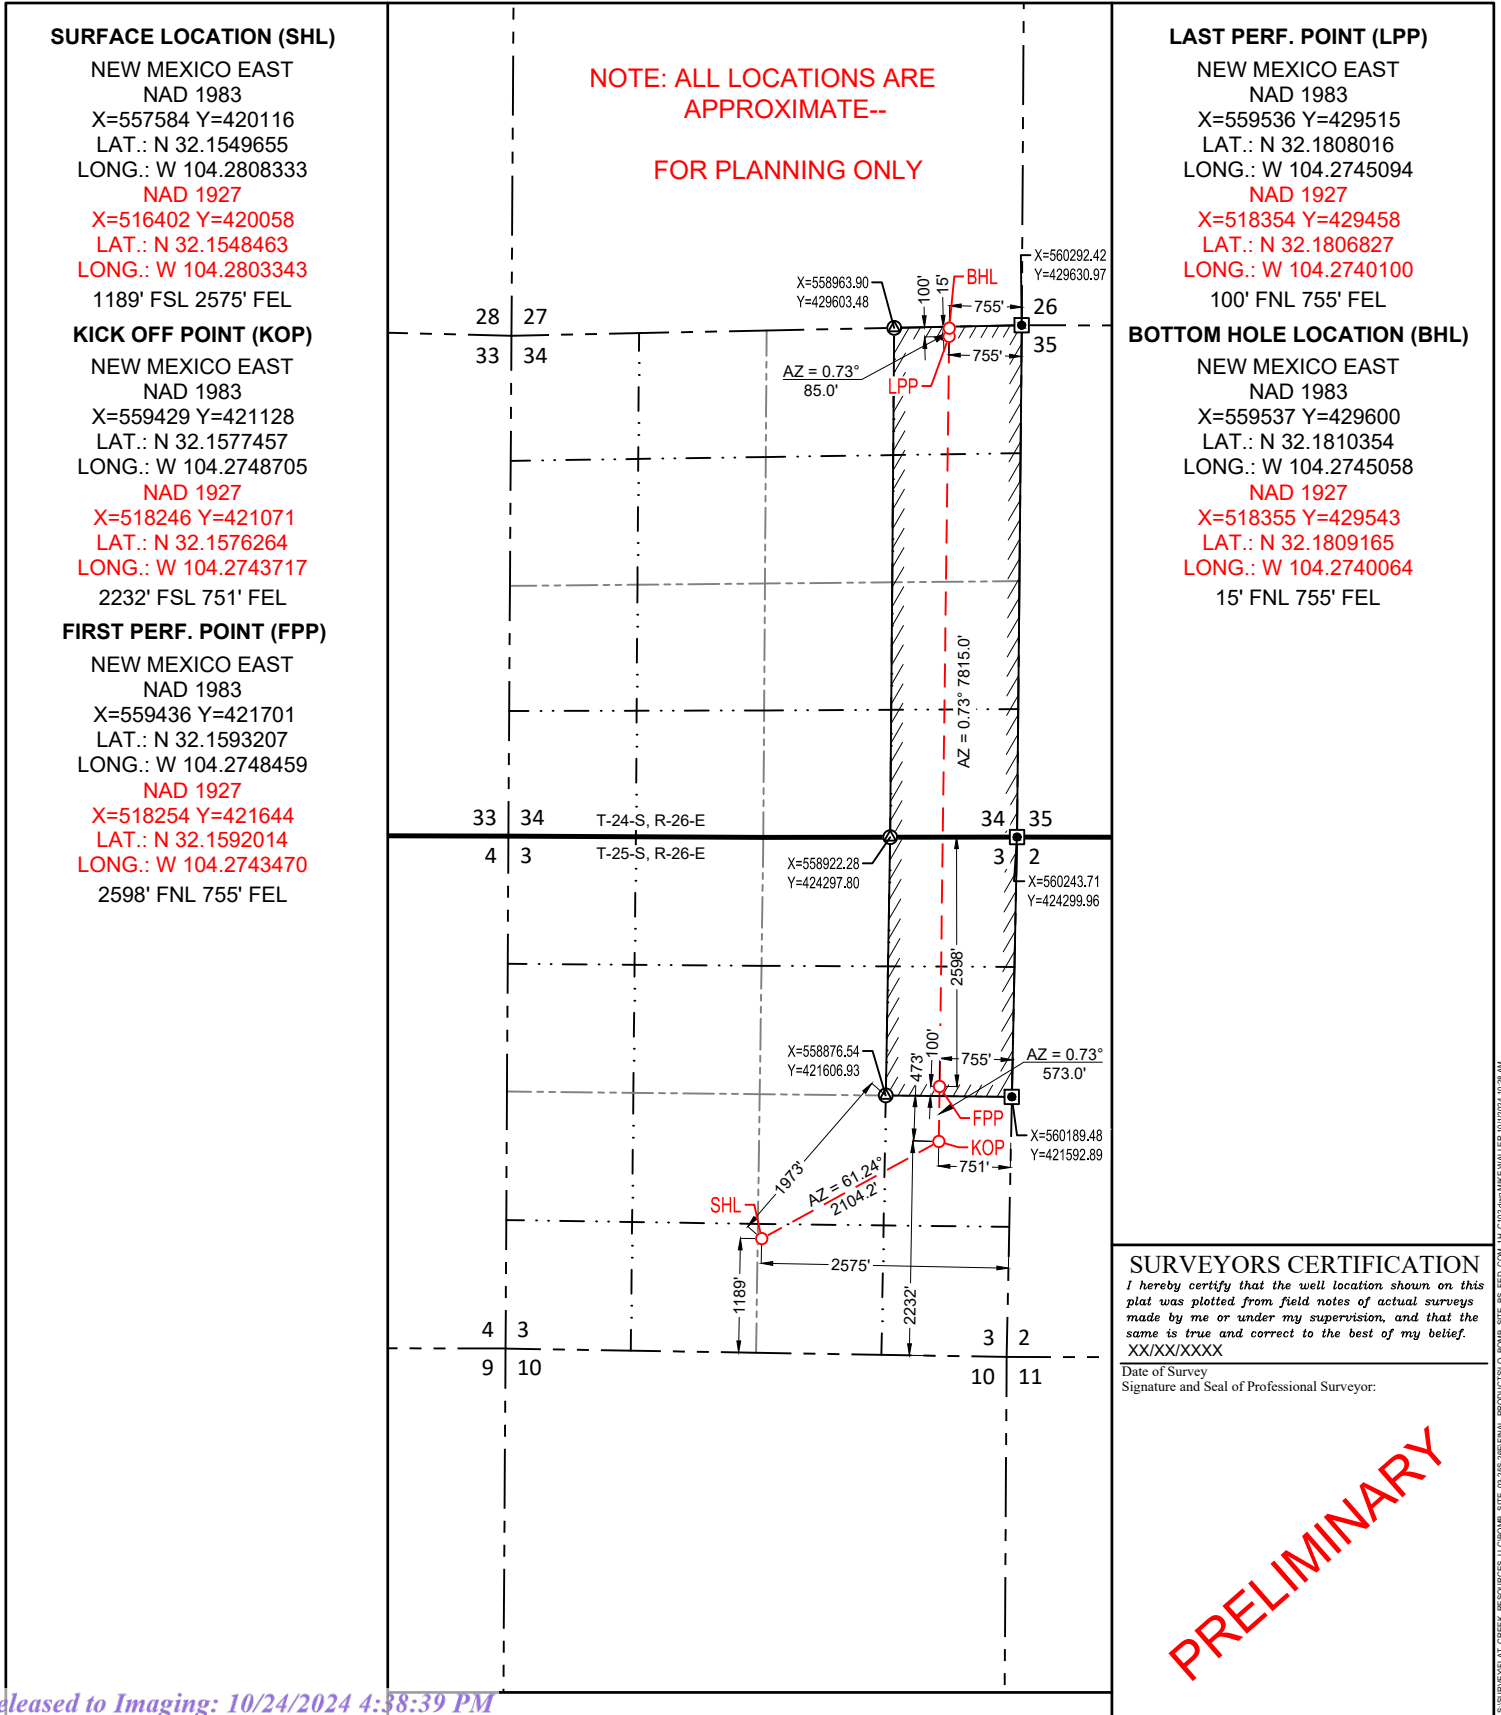 SURFACE LOCATION (SHL)
NEW MEXICO EAST
NAD 1983
X=557584 Y=420116
LAT.: N 32.1549655
LONG.: W 104.2808333
NAD 1927
X=516402 Y=420058
LAT.: N 32.1548463
LONG.: W 104.2803343
1189' FSL 2575' FEL
KICK OFF POINT (KOP)
NEW MEXICO EAST
NAD 1983
X=559429 Y=421128
LAT.: N 32.1577457
LONG.: W 104.2748705
NAD 1927
X=518246 Y=421071
LAT.: N 32.1576264
LONG.: W 104.2743717
2232' FSL 751' FEL
FIRST PERF. POINT (FPP)
NEW MEXICO EAST
NAD 1983
X=559436 Y=421701
LAT.: N 32.1593207
LONG.: W 104.2748459
NAD 1927
X=518254 Y=421644
LAT.: N 32.1592014
LONG.: W 104.2743470
2598' FNL 755' FEL
NOTE: ALL LOCATIONS ARE
APPROXIMATE--
FOR PLANNING ONLY
X=560292.42
Y=429630.97
X=558963.90
Y=429603.48
100'
15'
BHL
755'
28 27
26
33 34
35
755'
AZ = 0.73°
85.0'
LPP
AZ = 0.73° 7815.0'
33 34
T-24-S, R-26-E
34 35
4 3
T-25-S, R-26-E
3 2
X=558922.28
Y=424297.80
X=560243.71
Y=424299.96
2598'
X=558876.54
Y=421606.93
473'
100'
755'
AZ = 0.73°
573.0'
FPP
KOP
X=560189.48
Y=421592.89
751'
1973'
AZ = 61.24°
2104.2'
SHL
2575'
1189'
2232'
4 3
3 2
9 10
10 11
LAST PERF. POINT (LPP)
NEW MEXICO EAST
NAD 1983
X=559536 Y=429515
LAT.: N 32.1808016
LONG.: W 104.2745094
NAD 1927
X=518354 Y=429458
LAT.: N 32.1806827
LONG.: W 104.2740100
100' FNL 755' FEL
BOTTOM HOLE LOCATION (BHL)
NEW MEXICO EAST
NAD 1983
X=559537 Y=429600
LAT.: N 32.1810354
LONG.: W 104.2745058
NAD 1927
X=518355 Y=429543
LAT.: N 32.1809165
LONG.: W 104.2740064
15' FNL 755' FEL
SURVEYORS CERTIFICATION
I hereby certify that the well location shown on this
plat was plotted from field notes of actual surveys
made by me or under my supervision, and that the
same is true and correct to the best of my belief.
XX/XX/XXXX
Date of Survey
Signature and Seal of Professional Surveyor:
PRELIMINARY
eleased to Imaging: 10/24/2024 4:38:39 PM